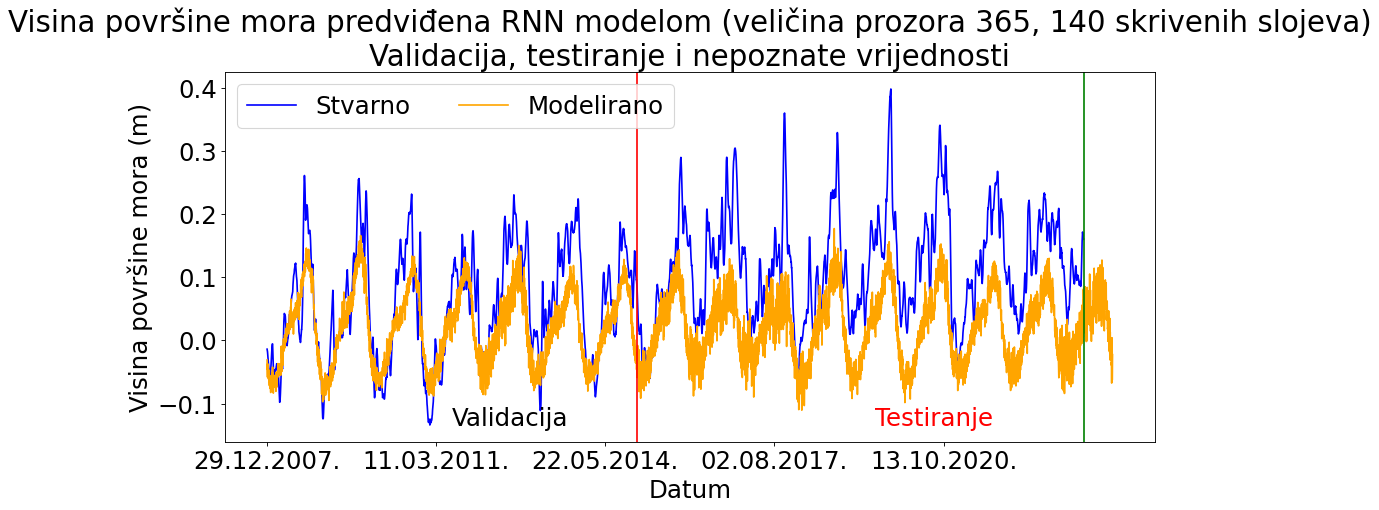 Visina površine mora predviđena RNN modelom (veličina prozora 365, 140 skrivenih slojeva)
Validacija, testiranje i nepoznate vrijednosti
Stvarno Modelirano
Visina površine mora (m)
0.4
0.3
0.2
0.1
0.0
−0.1
Validacija
Testiranje
29.12.2007. 11.03.2011. 22.05.2014. 02.08.2017. 13.10.2020.
Datum